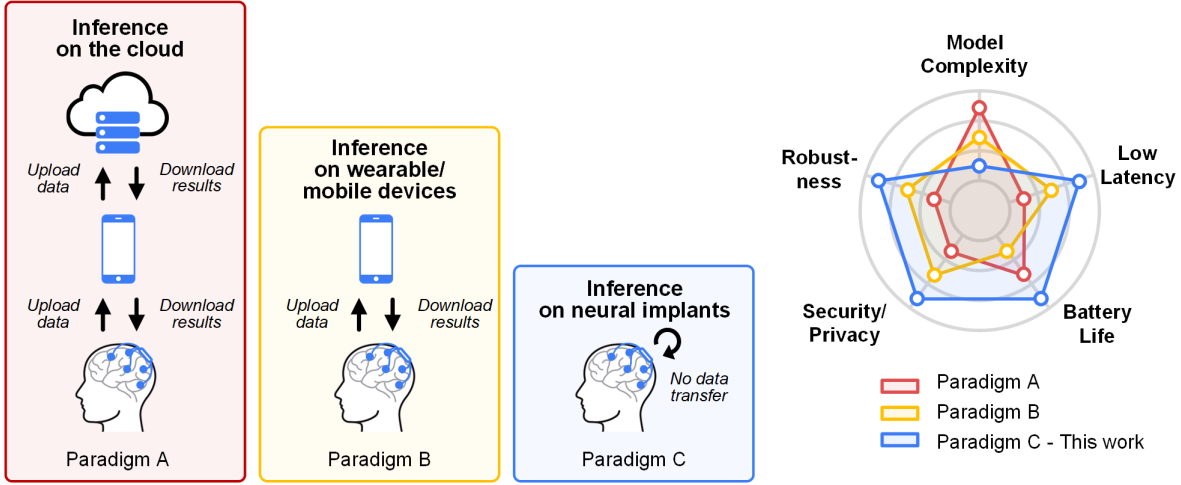 Inference
on the cloud
Upload
data
Download
results
Upload
data
Download
results
Paradigm A
Inference
on wearable/
mobile devices
Upload
data
Download
results
Paradigm B
Inference
on neural implants
No data
transfer
Paradigm C
Model
Complexity
Robust-
ness
Low
Latency
Security/
Privacy
Battery
Life
Paradigm A
Paradigm B
Paradigm C - This work